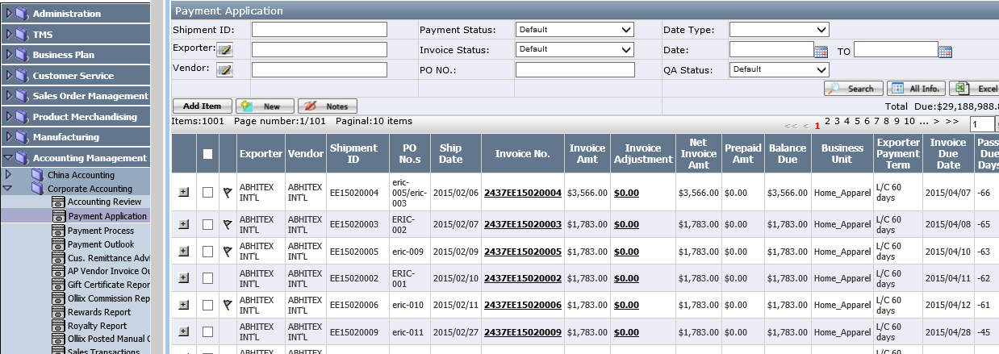 Administration
TMS
Business Plan
Customer Service
Sales Order Management
Product Merchandising
Manufacturing
Accounting Management
China Accounting
Corporate Accounting
Accounting Review
Payment Application
Payment Process
Payment Outlook
Cus. Remittance Advi
AP Vendor Invoice Ou
Gift Certificate Repor
Olliix Commission Rep
Rewards Report
Royalty Report
Olliix Posted Manual C
Sales Transactions
Payment Application
Shipment ID: Payment Status: Default Date Type:
Exporter: Invoice Status: Default Date: TO
Vendor: PO NO.: QA Status: Default
Search All Info. Excel
Add Item New Notes Total Due:$29,188,988.8
Items:1001 Page number:1/101 Paginal:10 items << < 1 2 3 4 5 6 7 8 9 10 ... > >> 1
Exporter Vendor Shipment ID PO No.s Ship Date Invoice No. Invoice Amt Invoice Adjustment Net Invoice Amt Prepaid Amt Balance Due Business Unit Exporter Payment Term Invoice Due Date Pass Due Days
ABHITEX INT'L ABHITEX INT'L EE15020004 eric-005/eric-003 2015/02/06 2437EE15020004 $3,566.00 $0.00 $3,566.00 $0.00 $3,566.00 Home_Apparel L/C 60 days 2015/04/07 -66
ABHITEX INT'L ABHITEX INT'L EE15020003 ERIC-002 2015/02/07 2437EE15020003 $1,783.00 $0.00 $1,783.00 $0.00 $1,783.00 Home_Apparel L/C 60 days 2015/04/08 -65
ABHITEX INT'L ABHITEX INT'L EE15020005 eric-009 2015/02/09 2437EE15020005 $1,783.00 $0.00 $1,783.00 $0.00 $1,783.00 Home_Apparel L/C 60 days 2015/04/10 -63
ABHITEX INT'L ABHITEX INT'L EE15020002 ERIC-001 2015/02/10 2437EE15020002 $1,783.00 $0.00 $1,783.00 $0.00 $1,783.00 Home_Apparel L/C 60 days 2015/04/11 -62
ABHITEX INT'L ABHITEX INT'L EE15020006 eric-010 2015/02/11 2437EE15020006 $1,783.00 $0.00 $1,783.00 $0.00 $1,783.00 Home_Apparel L/C 60 days 2015/04/12 -61
ABHITEX INT'L ABHITEX INT'L EE15020009 eric-011 2015/02/27 2437EE15020009 $1,783.00 $0.00 $1,783.00 $0.00 $1,783.00 Home_Apparel L/C 60 days 2015/04/28 -45
ABHITEX ABHITEX L/C 60